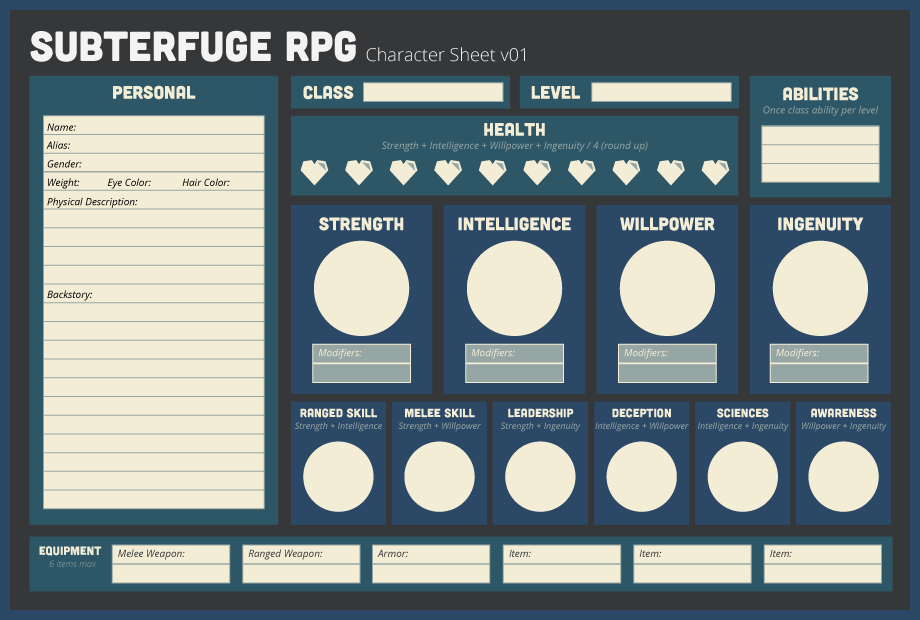 SUBTERFUGE RPG Character Sheet v01
PERSONAL
Name:
Alias:
Gender:
Weight: Eye Color: Hair Color:
Physical Description:
Backstory:
CLASS
LEVEL
ABILITIES
Once class ability per level
HEALTH
Strength + Intelligence + Willpower + Ingenuity / 4 (round up)
STRENGTH
Modifiers:
INTELLIGENCE
Modifiers:
WILLPOWER
Modifiers:
INGENUITY
Modifiers:
RANGED SKILL
Strength + Intelligence
MELEE SKILL
Strength + Willpower
LEADERSHIP
Strength + Ingenuity
DECEPTION
Intelligence + Willpower
SCIENCES
Intelligence + Ingenuity
AWARENESS
Willpower + Ingenuity
EQUIPMENT
6 items max
Melee Weapon:
Ranged Weapon:
Armor:
Item:
Item:
Item: